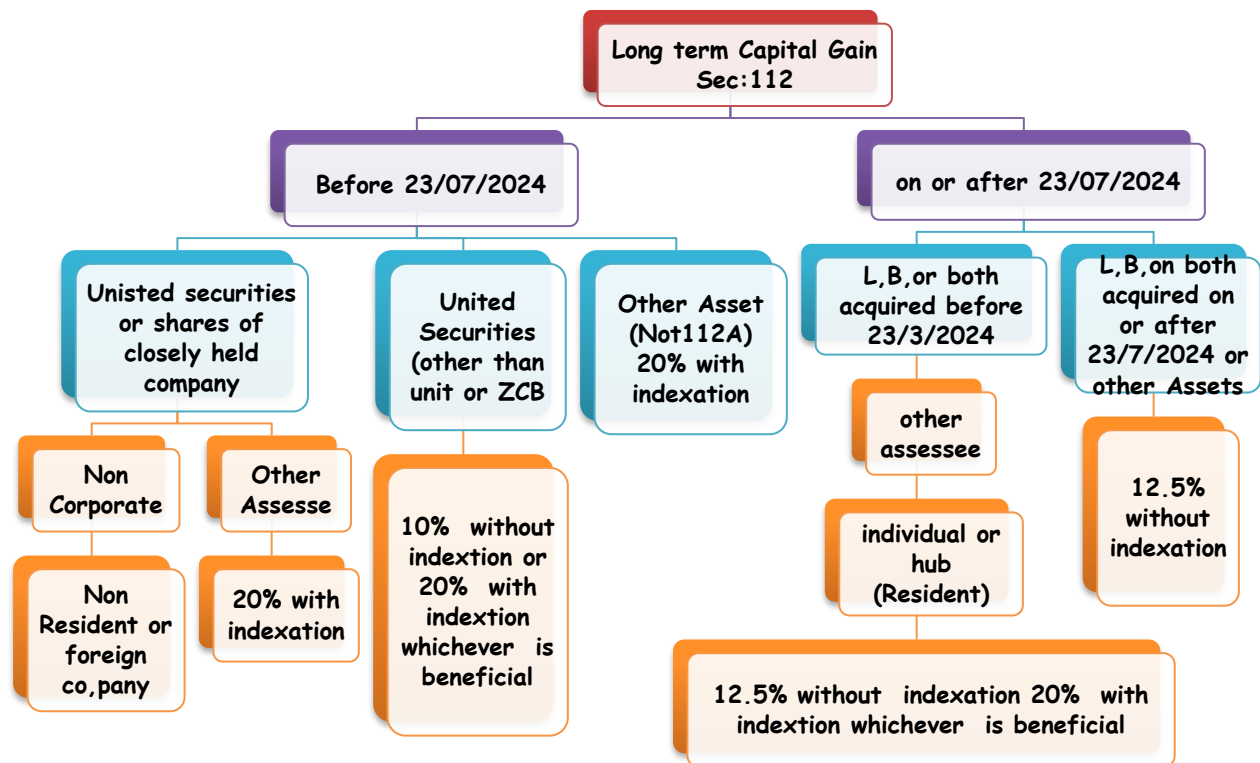 Long term Capital Gain
Sec:112
Before 23/07/2024
on or after 23/07/2024
Unisted securities
or shares of
closely held
company
United
Securities
(other than
unit or ZCB
Other Asset
(Not112A)
20% with
indexation
L,B,or both
acquired before
23/3/2024
L,B,on both
acquired on
or after
23/7/2024 or
other Assets
Non
Corporate
Other
Assesse
10% without
indextion or
20% with
indextion
whichever is
beneficial
other
assessee
12.5%
without
indexation
Non
Resident or
foreign
co,pany
20% with
indexation
individual or
hub
(Resident)
12.5% without indexation 20% with
indextion whichever is beneficial